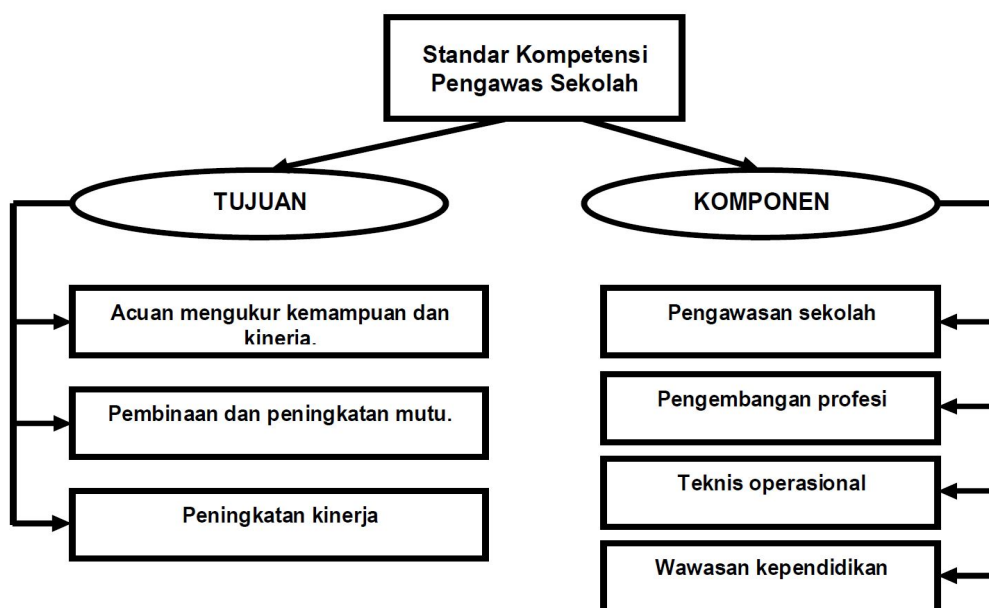 Standar Kompetensi
Pengawas Sekolah
TUJUAN
KOMPONEN
Acuan mengukur kemampuan dan
kinerja.
Pembinaan dan peningkatan mutu.
Peningkatan kinerja
Pengawasan sekolah
Pengembangan profesi
Teknis operasional
Wawasan kependidikan